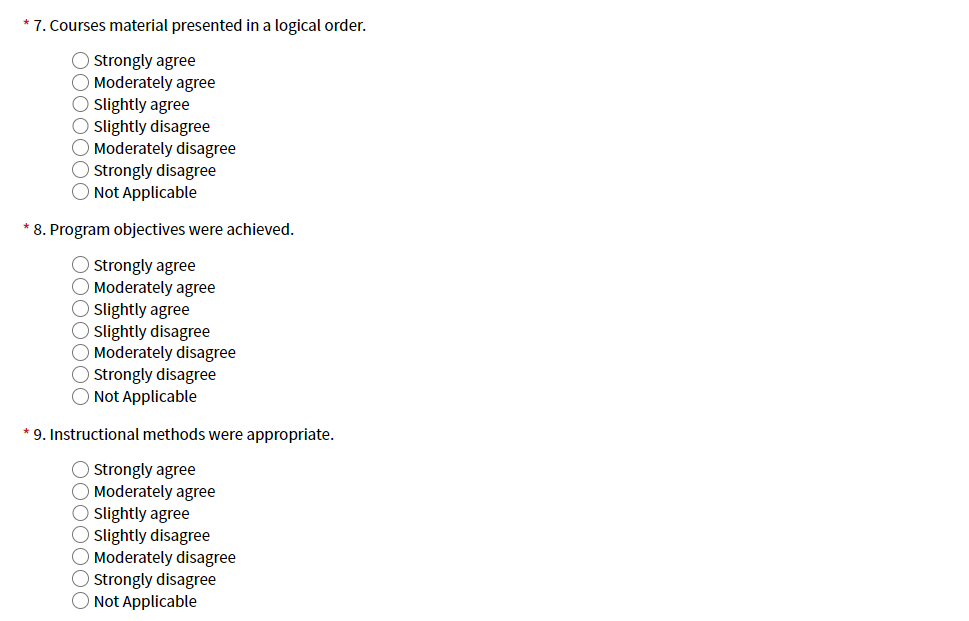 * 7. Courses material presented in a logical order.
Strongly agree
Moderately agree
Slightly agree
Slightly disagree
Moderately disagree
Strongly disagree
Not Applicable
* 8. Program objectives were achieved.
Strongly agree
Moderately agree
Slightly agree
Slightly disagree
Moderately disagree
Strongly disagree
Not Applicable
* 9. Instructional methods were appropriate.
Strongly agree
Moderately agree
Slightly agree
Slightly disagree
Moderately disagree
Strongly disagree
Not Applicable